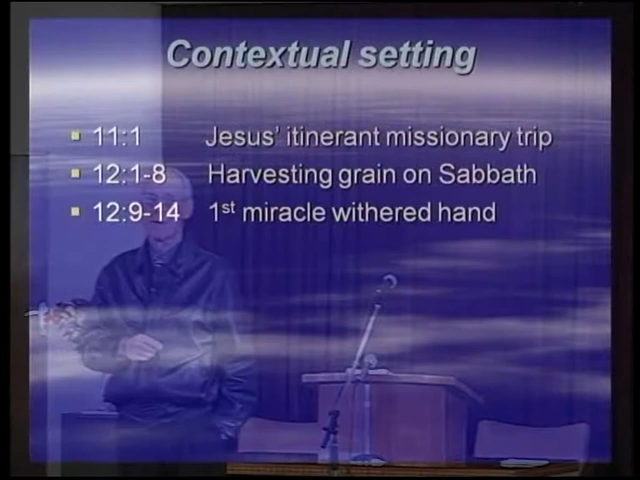 Contextual setting
11:1 Jesus' itinerant missionary trip
12:1-8 Harvesting grain on Sabbath
12:9-14 1st miracle withered hand